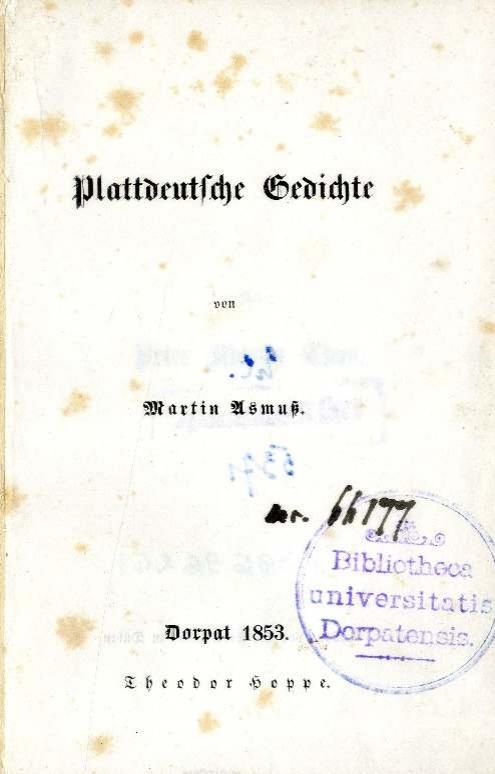 Plattdeutsche Gedichte
von
Martin Asmuß.
nr. 66177
Bibliotheca
universitatis
Dorpatensis.
Dorpat 1853.
Theodor Hoppe.